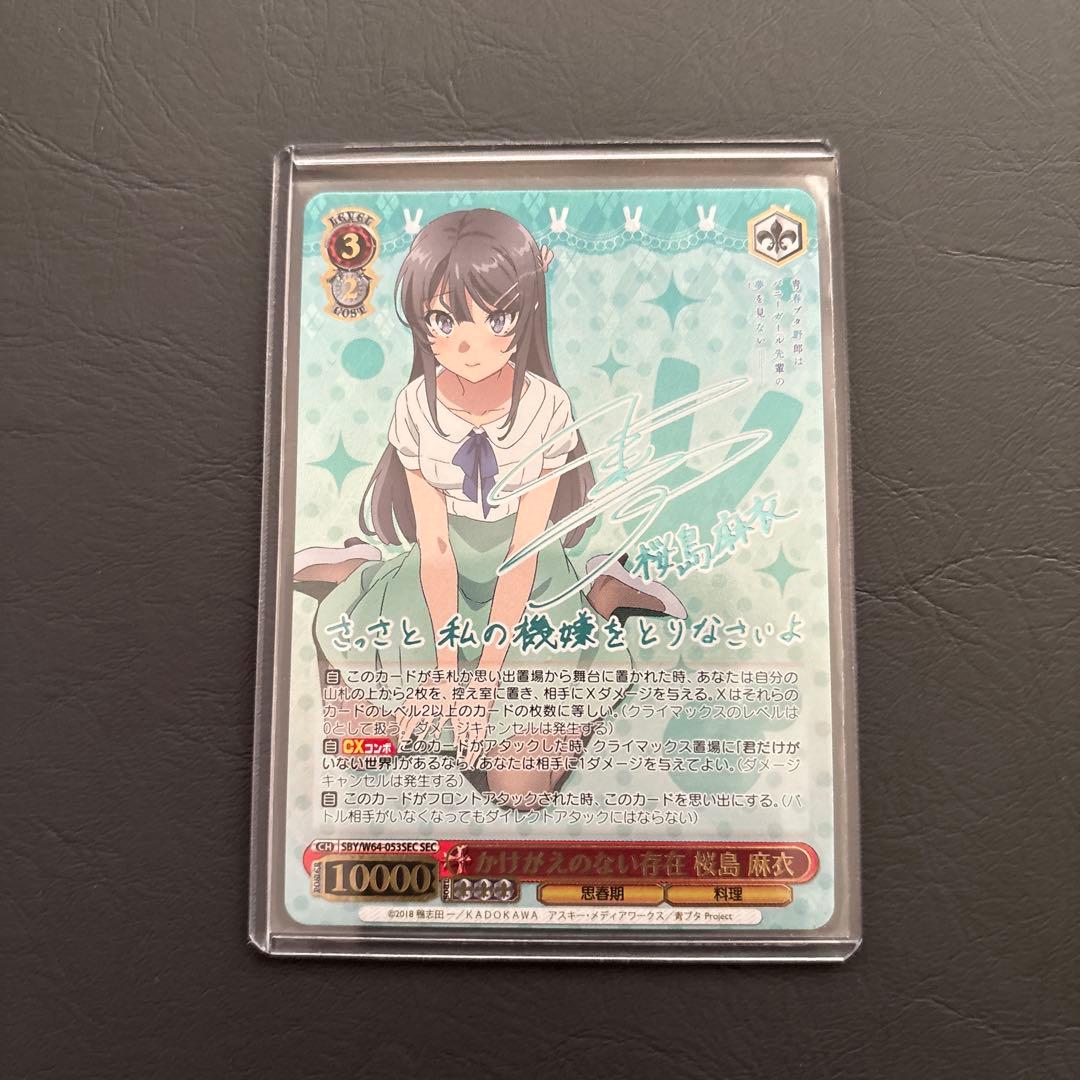 LEVEL
3
2
COST
青春ブタ野郎は
バニーガール先輩の
夢を見ない
桜島麻衣
さっさと 私の機嫌をとりなさいよ
自 このカードが手札か思い出置場から舞台に置かれた時、あなたは自分の
山札の上から2枚を、控え室に置き、相手にXダメージを与える。Xはそれらの
カードのレベル2以上のカードの枚数に等しい。(クライマックスのレベルは
0として扱う。ダメージキャンセルは発生する)
自 CXコンボ このカードがアタックした時、クライマックス置場に「君だけが
いない世界」があるなら、あなたは相手に1ダメージを与えてよい。(ダメージ
キャンセルは発生する)
自 このカードがフロントアタックされた時、このカードを思い出にする。(バ
トル相手がいなくなってもダイレクトアタックにはならない)
CH SBY/W64-053SEC SEC
かけがえのない存在 桜島 麻衣
POWER 10000 SOUL 思春期 料理
©2018 鴨志田 一/KADOKAWA アスキー・メディアワークス/青ブタ Project